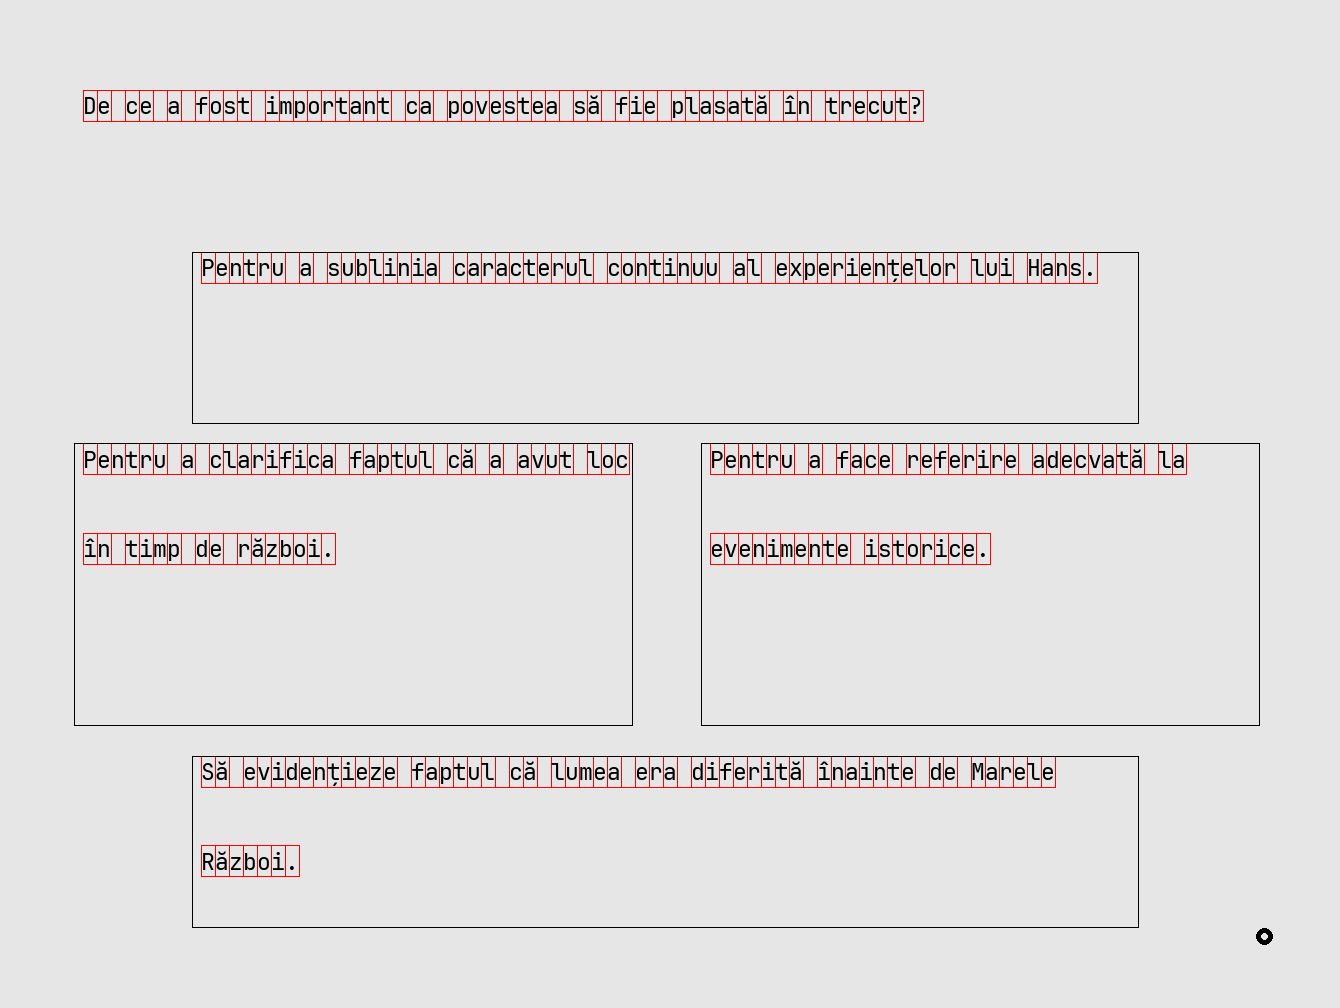 De ce a fost important ca povestea să fie plasată în trecut?
Pentru a sublinia caracterul continuu al experiențelor lui Hans.
Pentru a clarifica faptul că a avut loc
în timp de război.
Pentru a face referire adecvată la
evenimente istorice.
Să evidențieze faptul că lumea era diferită înainte de Marele
Război.